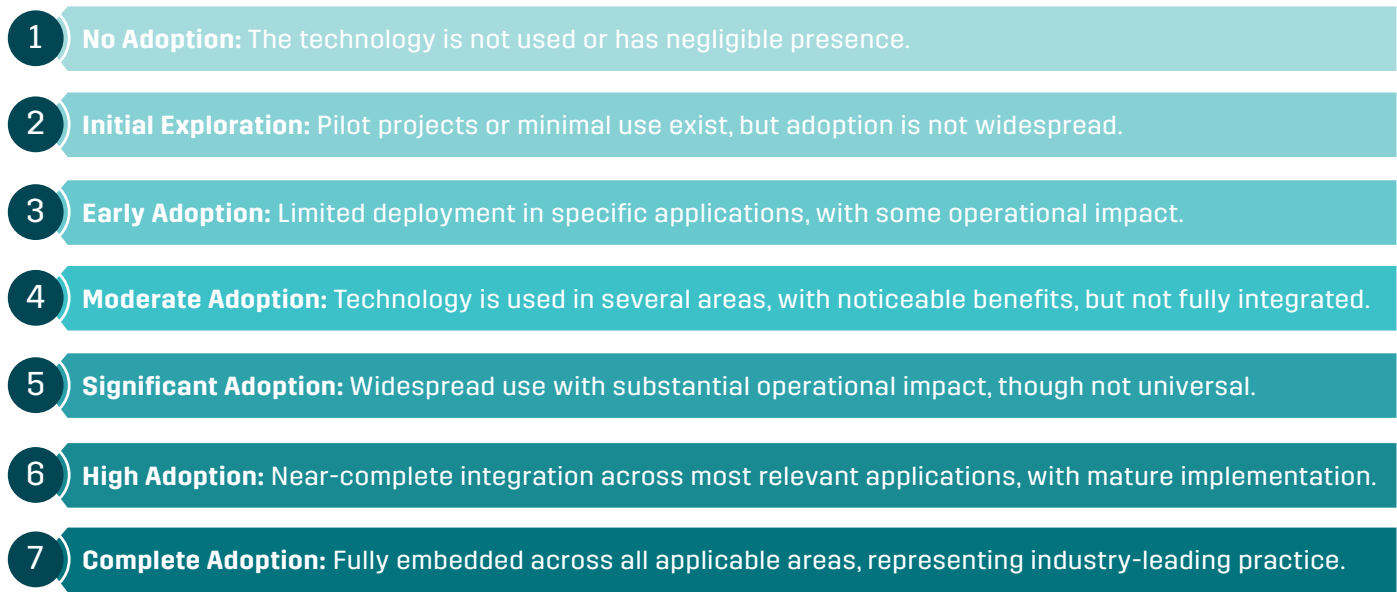 1 No Adoption: The technology is not used or has negligible presence.
2 Initial Exploration: Pilot projects or minimal use exist, but adoption is not widespread.
3 Early Adoption: Limited deployment in specific applications, with some operational impact.
4 Moderate Adoption: Technology is used in several areas, with noticeable benefits, but not fully integrated.
5 Significant Adoption: Widespread use with substantial operational impact, though not universal.
6 High Adoption: Near-complete integration across most relevant applications, with mature implementation.
7 Complete Adoption: Fully embedded across all applicable areas, representing industry-leading practice.